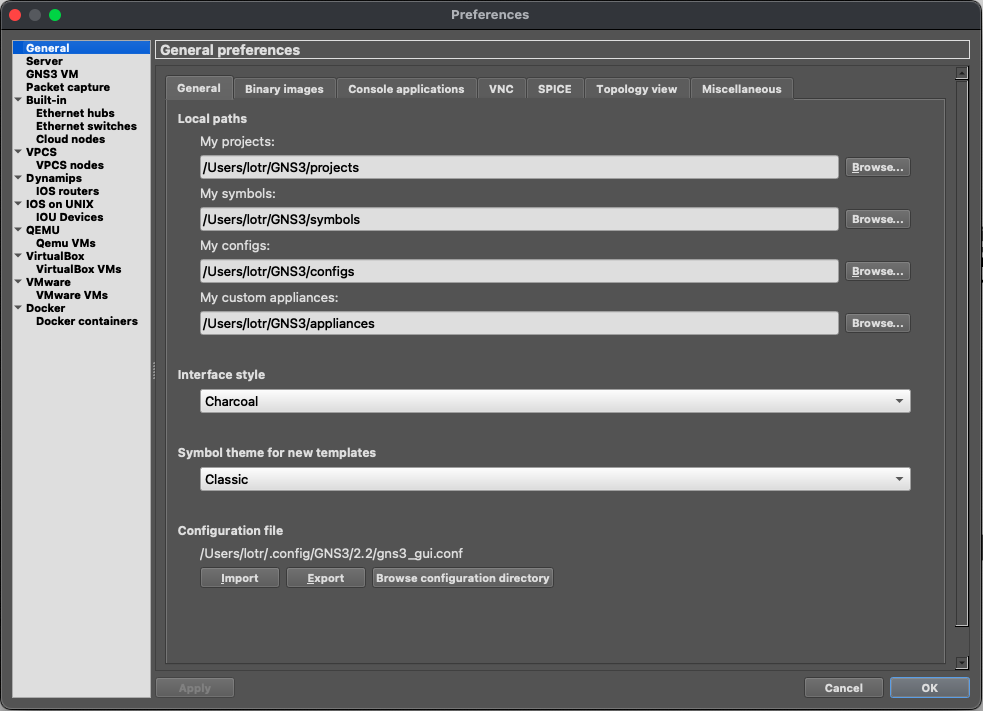 Preferences
General
Server
GNS3 VM
Packet capture
Built-in
Ethernet hubs
Ethernet switches
Cloud nodes
VPCS
VPCS nodes
Dynamips
IOS routers
IOS on UNIX
IOU Devices
QEMU
Qemu VMs
VirtualBox
VirtualBox VMs
VMware
VMware VMs
Docker
Docker containers
General preferences
General Binary images Console applications VNC SPICE Topology view Miscellaneous
Local paths
My projects:
/Users/lotr/GNS3/projects Browse...
My symbols:
/Users/lotr/GNS3/symbols Browse...
My configs:
/Users/lotr/GNS3/configs Browse...
My custom appliances:
/Users/lotr/GNS3/appliances Browse...
Interface style
Charcoal
Symbol theme for new templates
Classic
Configuration file
/Users/lotr/.config/GNS3/2.2/gns3_gui.conf
Import Export Browse configuration directory
Apply Cancel OK